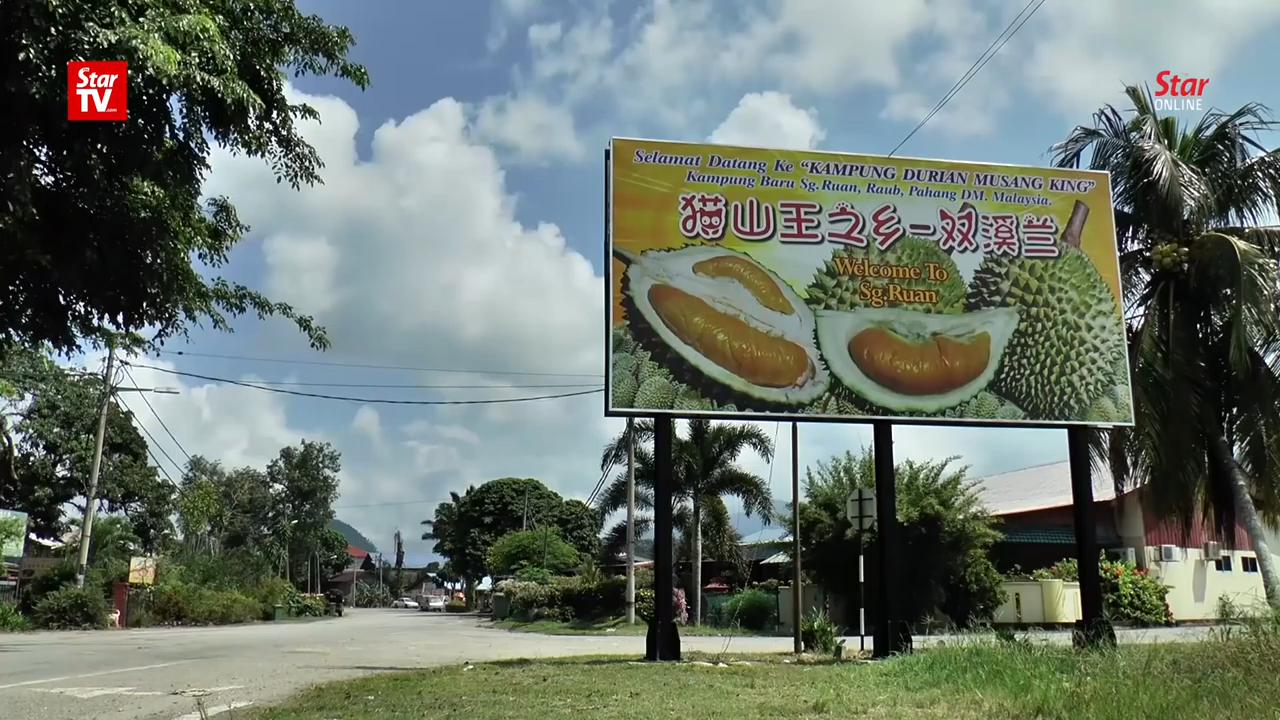 Star
TV
.com
Star
ONLINE
Selamat Datang Ke "KAMPUNG DURIAN MUSANG KING"
Kampung Baru Sg.Ruan, Raub, Pahang DM. Malaysia.
猫山王之乡－双溪兰
Welcome To
Sg.Ruan